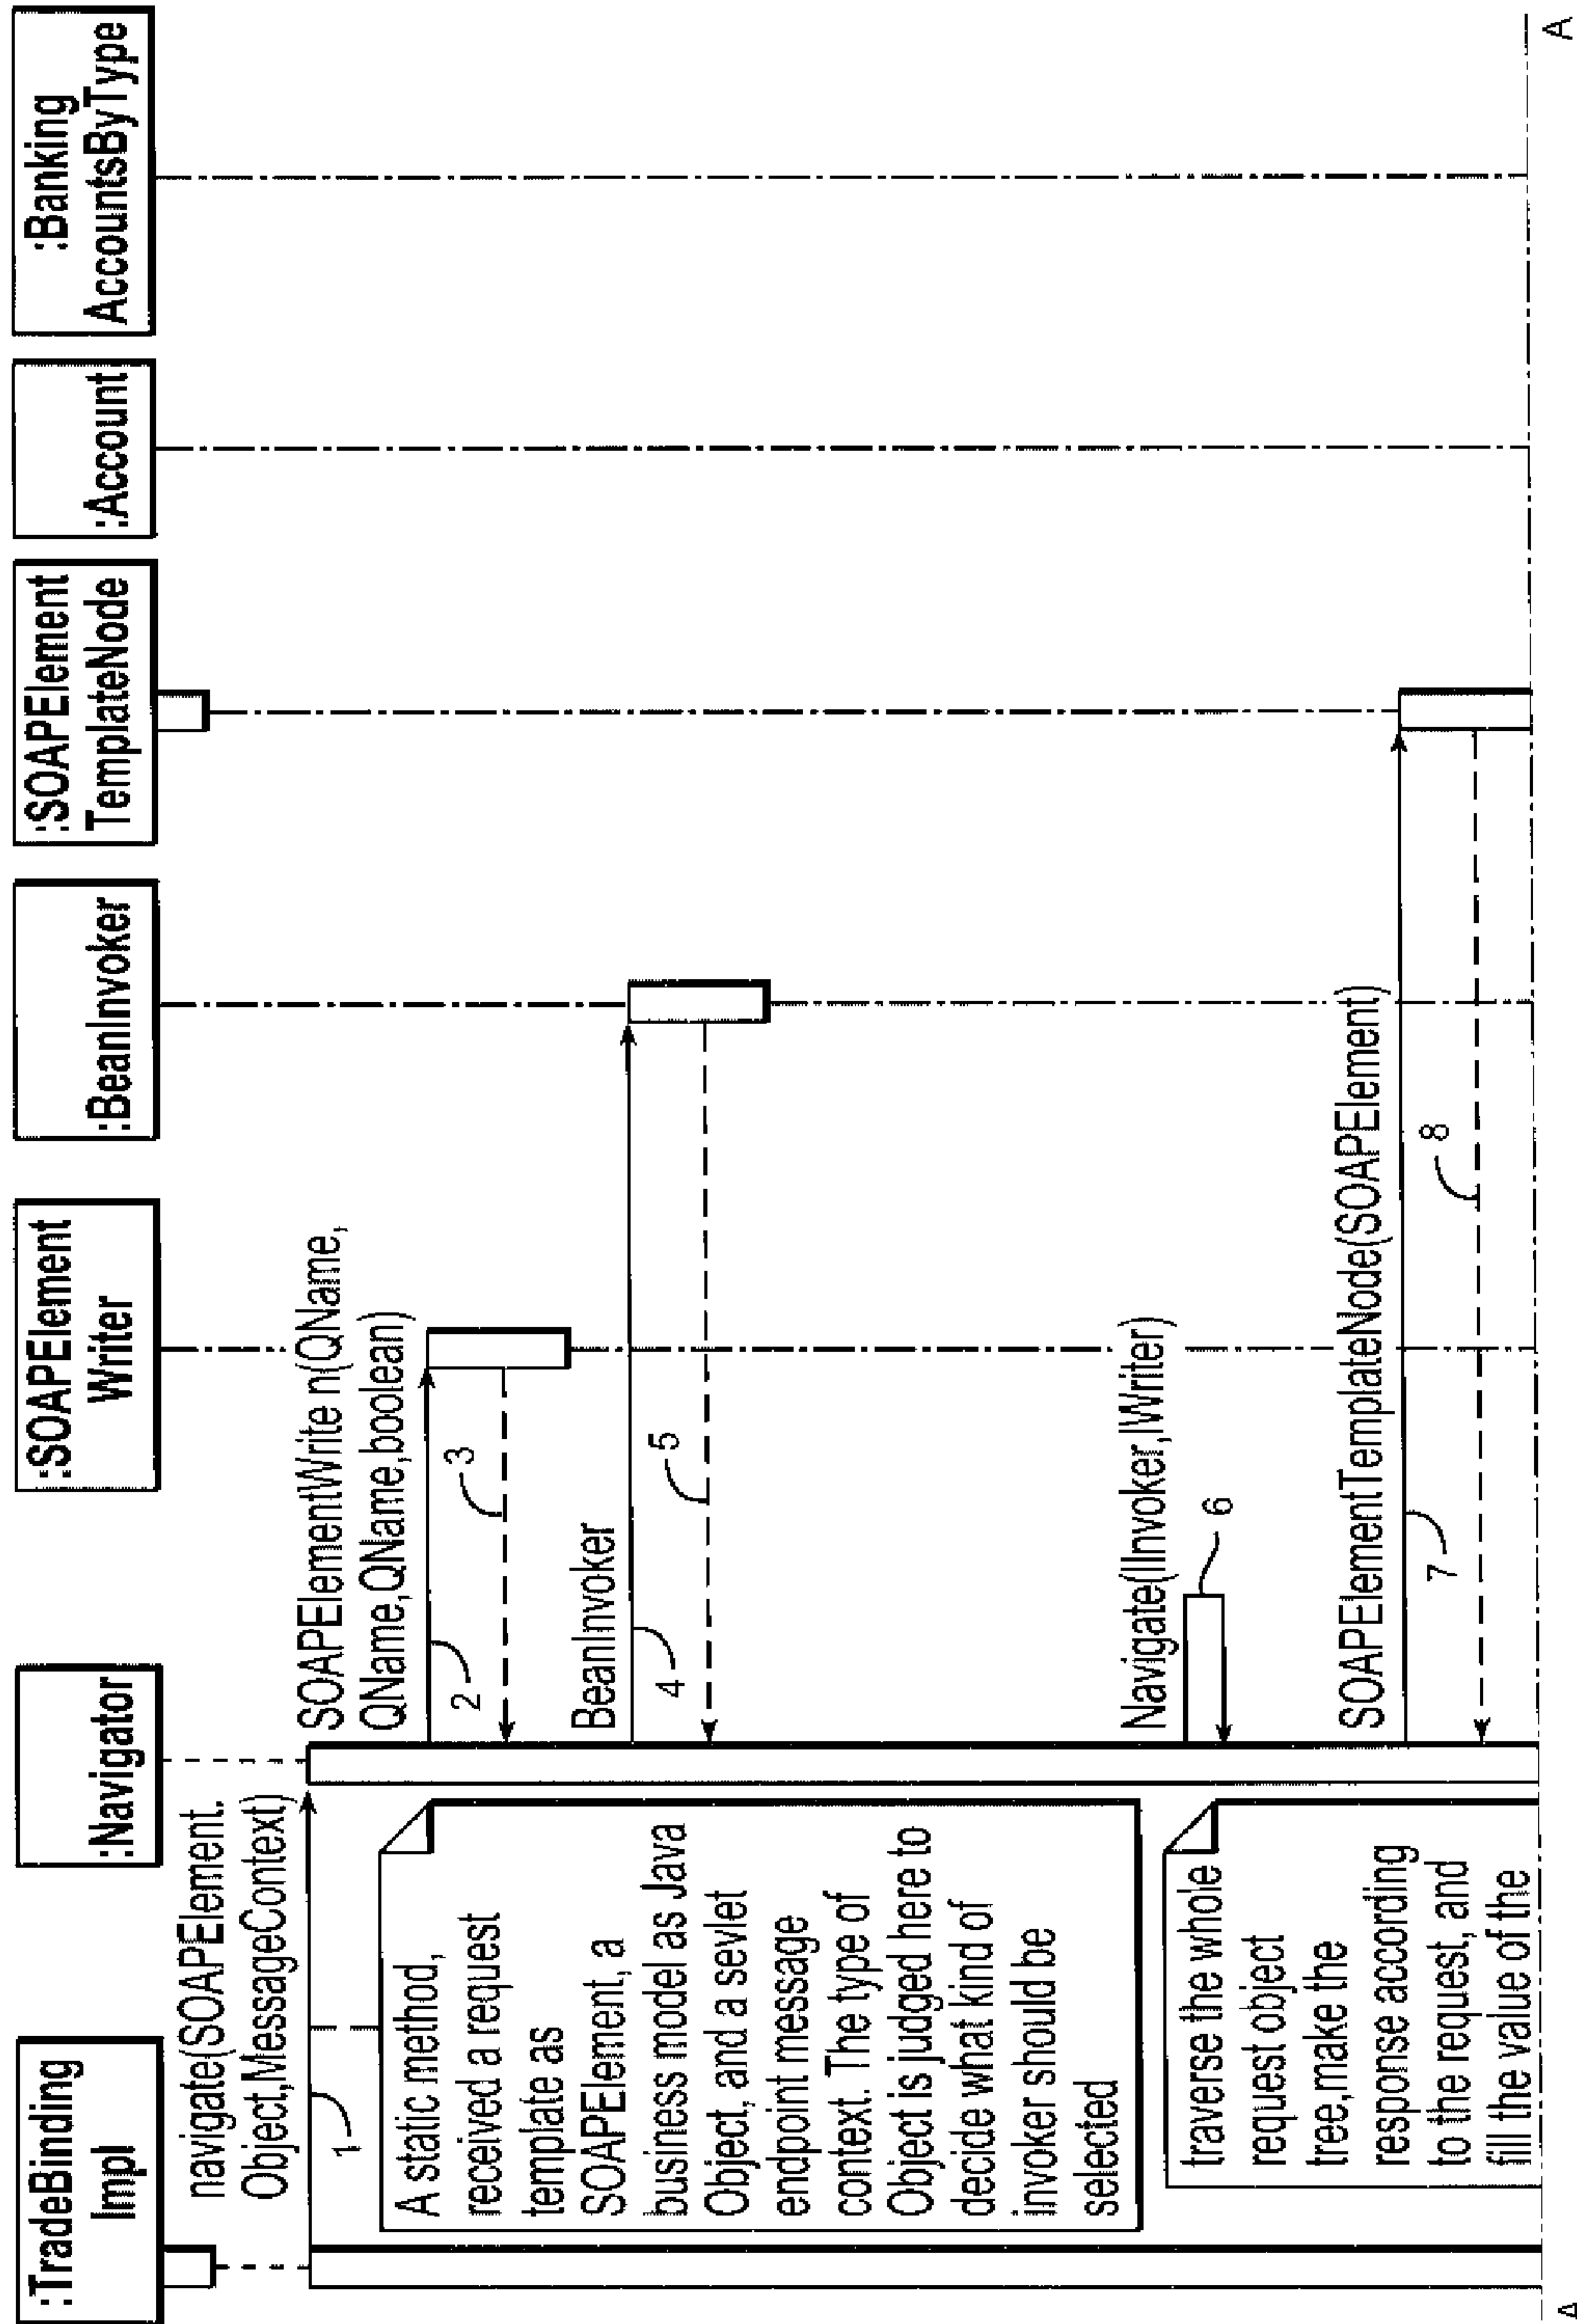 :TradeBinding
Impl
:Navigator
:SOAPElement
Writer
:BeanInvoker
:SOAPElement
TemplateNode
:Account
:Banking
AccountsByType
navigate(SOAPElement.
Object,MessageContext)
1
A static method,
received a request
template as
SOAPElement, a
business model as Java
Object, and a sevlet
endpoint message
context. The type of
Object is judged here to
decide what kind of
invoker should be
selected
SOAPElementWrite n(QName,
QName,QName,boolean)
2
3
BeanInvoker
4
5
Navigate(IInvoker,IWriter)
6
traverse the whole
request object
tree,make the
response according
to the request, and
fill the value of the
SOAPElementTemplateNode(SOAPElement)
7
8
A
A